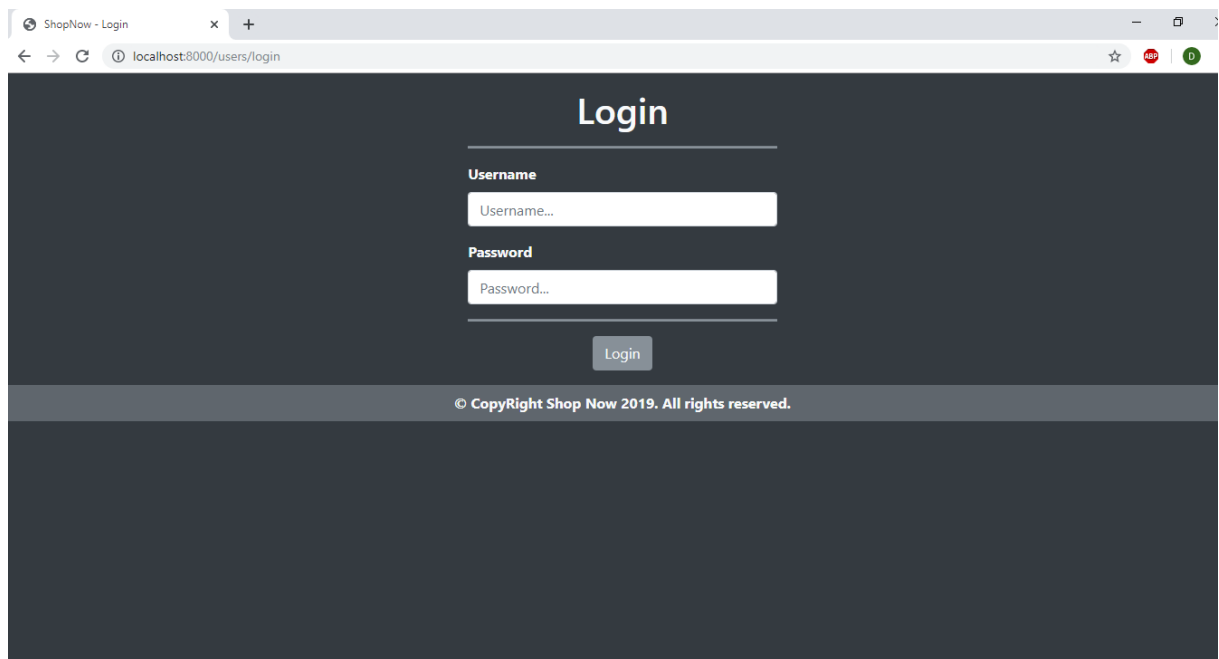 ShopNow - Login
localhost:8000/users/login
ABP
D
Login
Username
Username...
Password
Password...
Login
© CopyRight Shop Now 2019. All rights reserved.